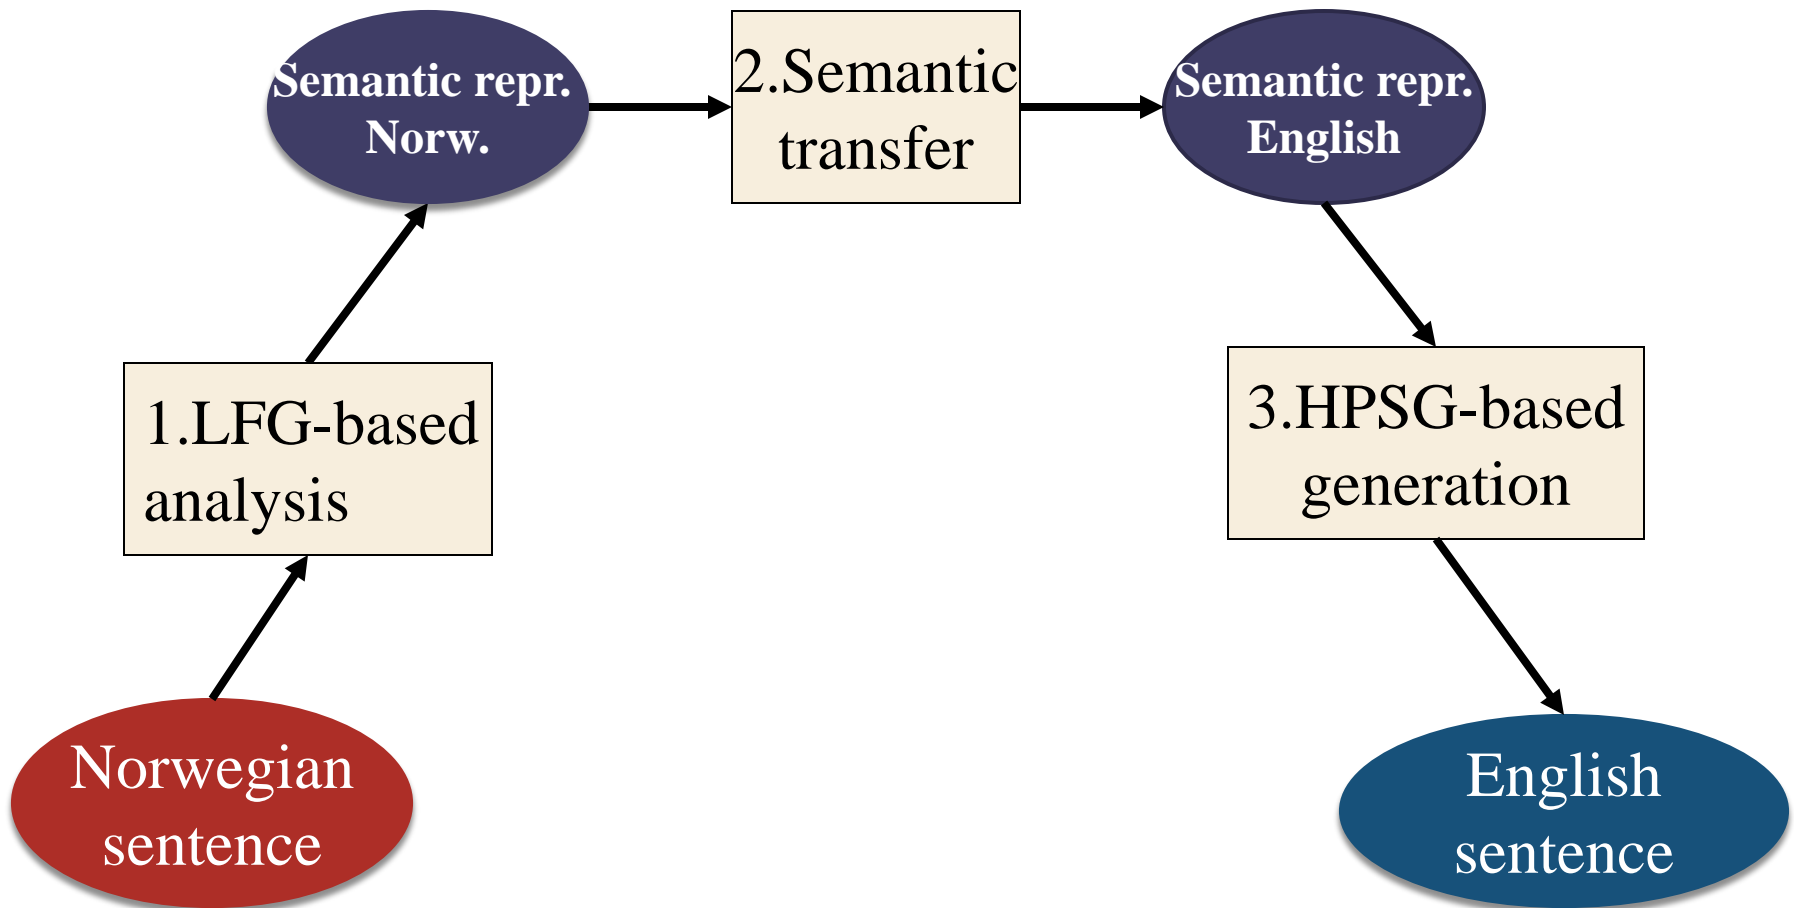 Semantic repr.
Norw.
2.Semantic
transfer
Semantic repr.
English
1.LFG-based
analysis
3.HPSG-based
generation
Norwegian
sentence
English
sentence